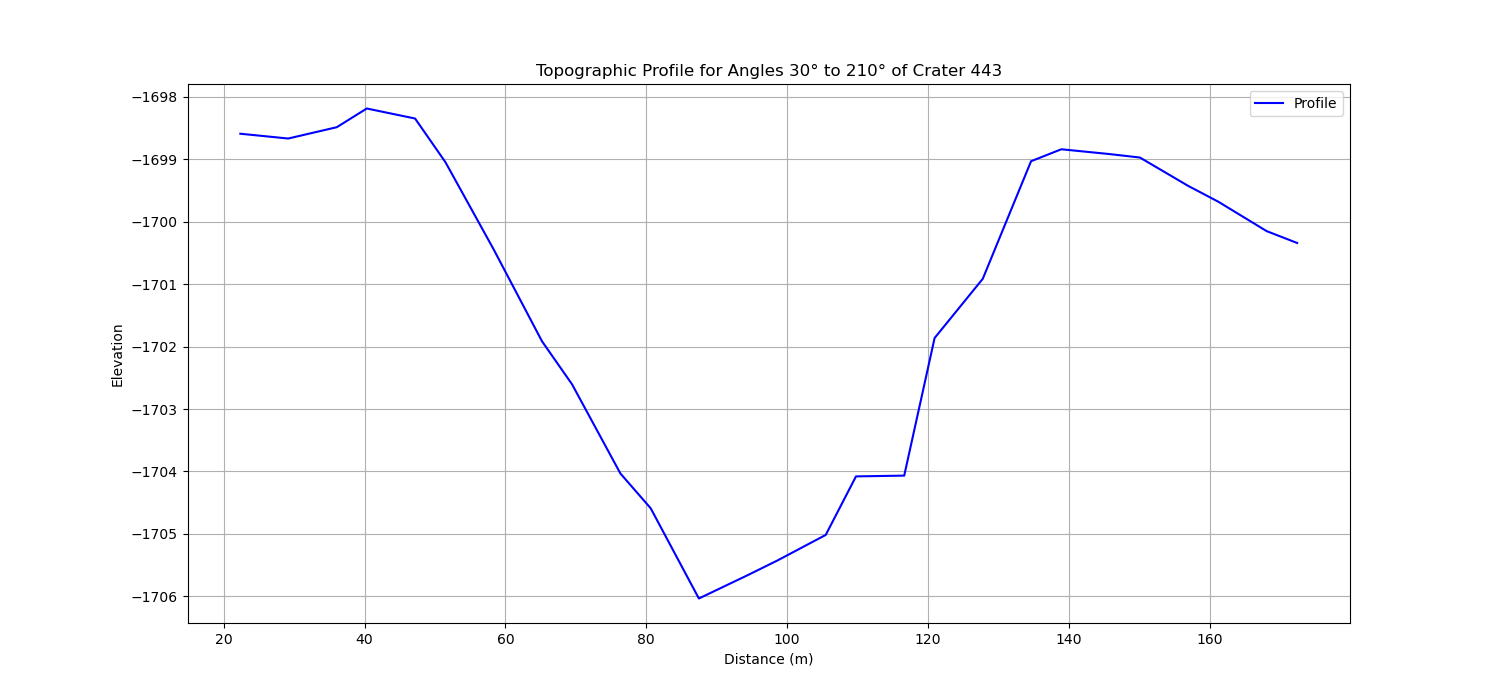 Topographic Profile for Angles 30° to 210° of Crater 443
Profile
−1698
−1699
−1700
−1701
−1702
−1703
−1704
−1705
−1706
Elevation
20 40 60 80 100 120 140 160
Distance (m)